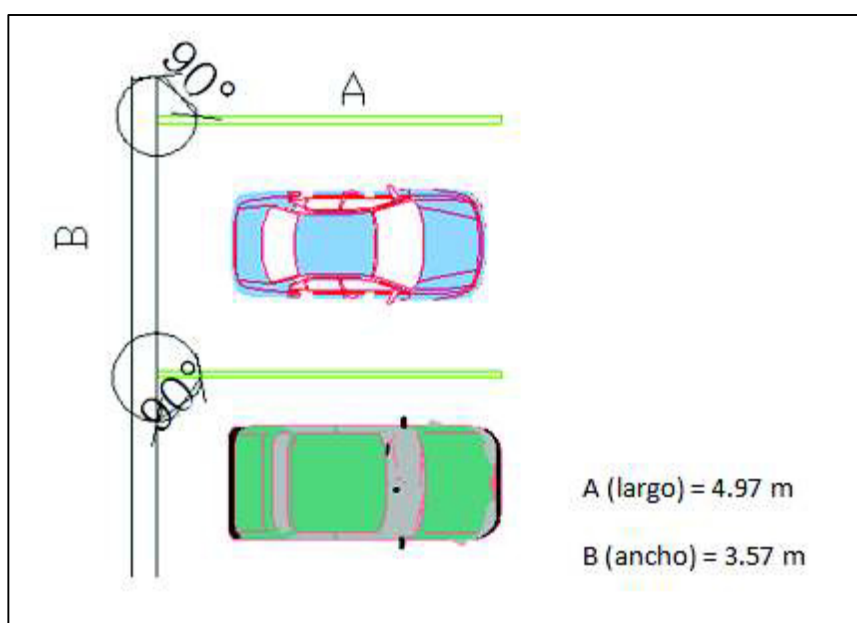 90°
A
B
90°
A (largo) = 4.97 m
B (ancho) = 3.57 m